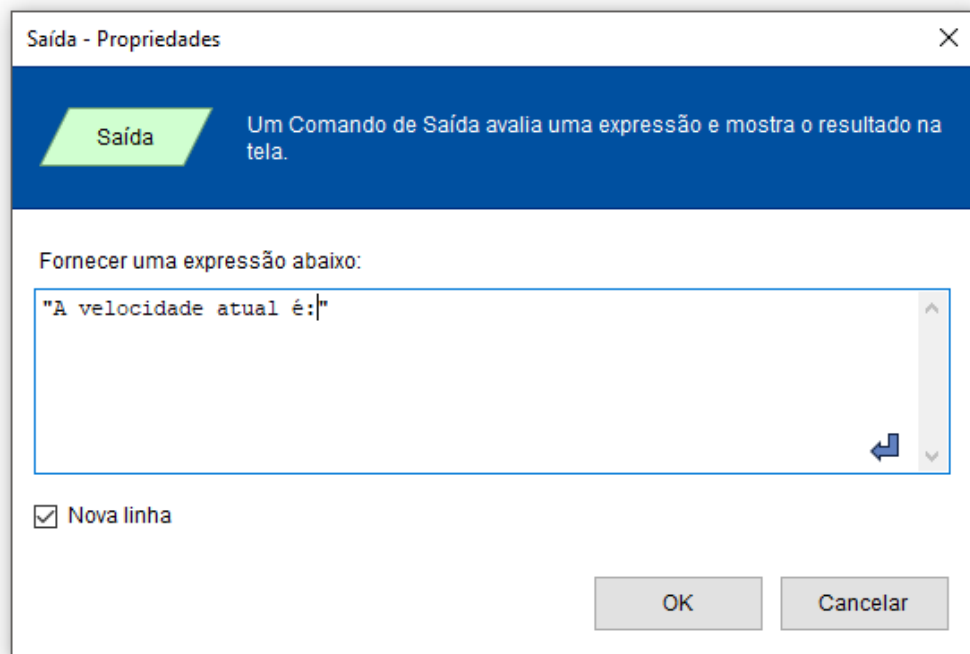 Saída - Propriedades
Saída
Um Comando de Saída avalia uma expressão e mostra o resultado na
tela.
Fornecer uma expressão abaixo:
"A velocidade atual é:"
Nova linha
OK
Cancelar